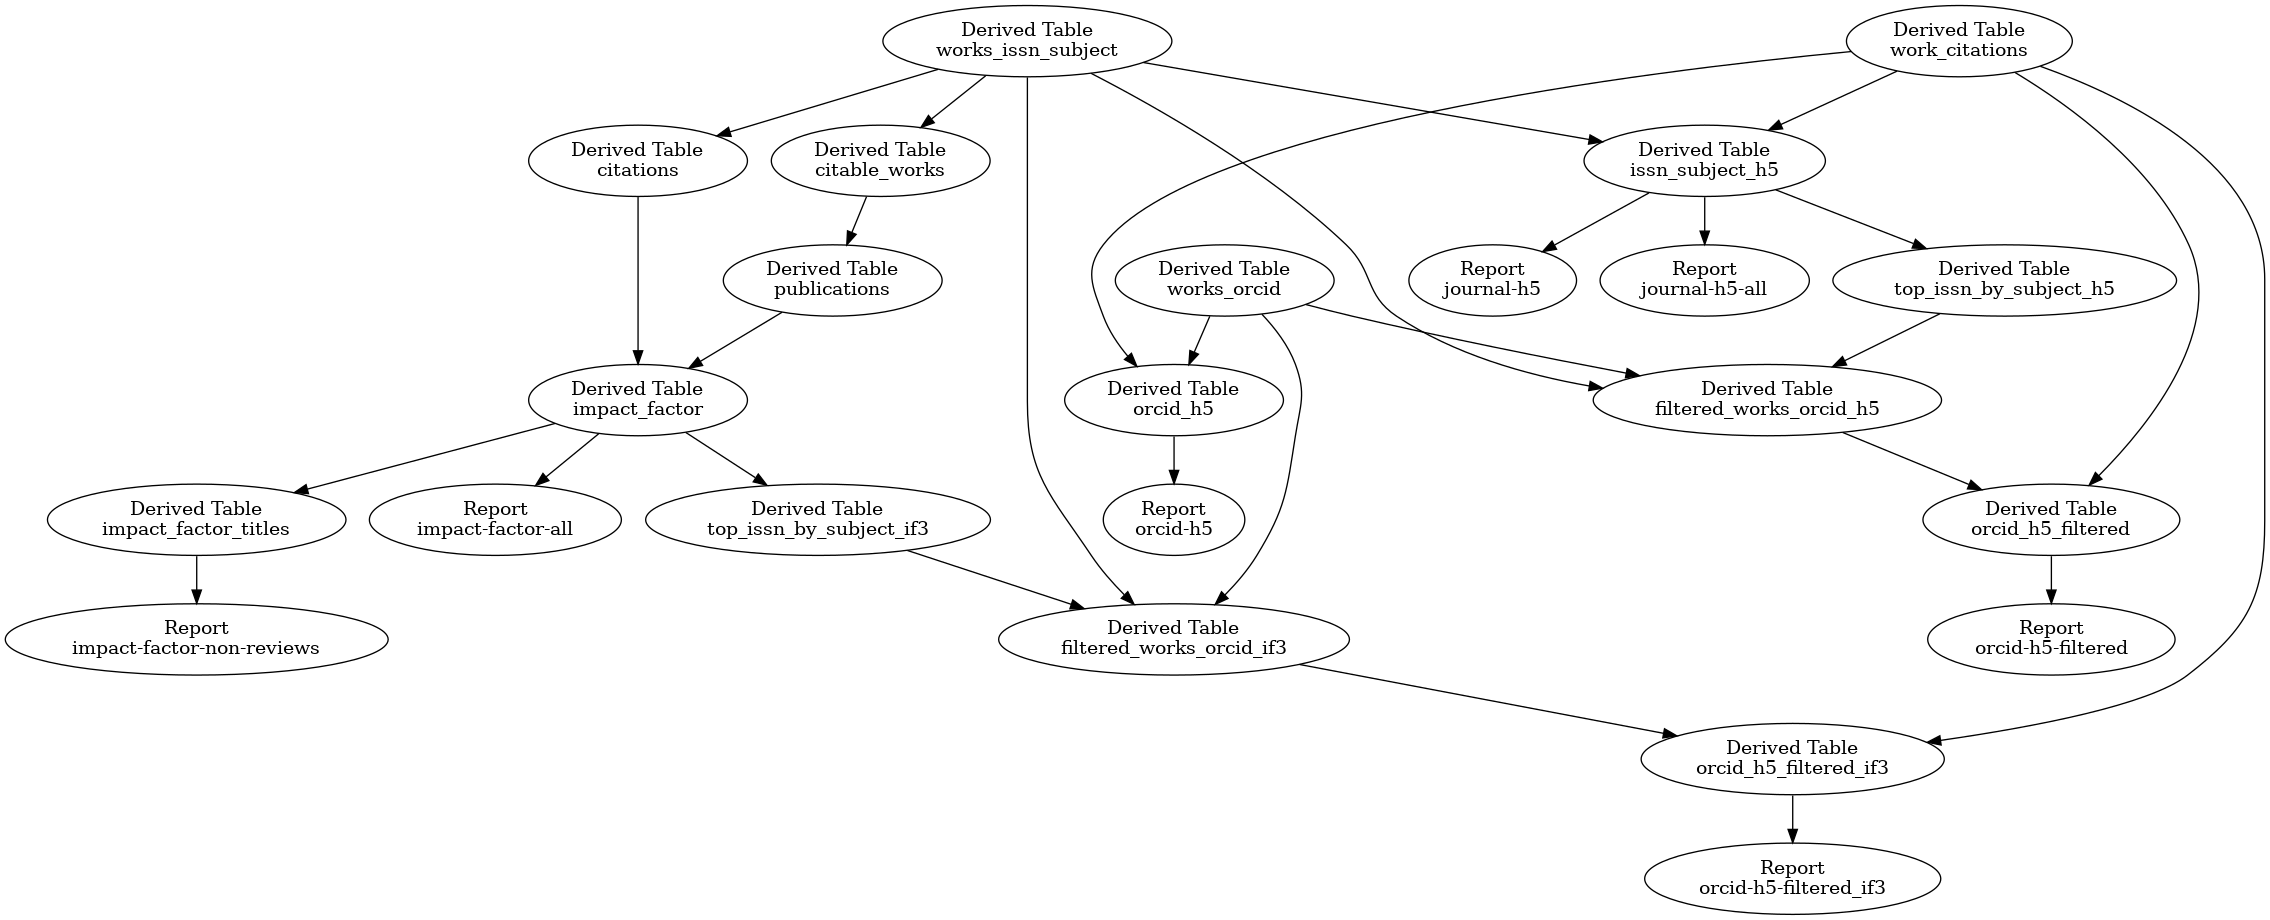 Derived Table
works_issn_subject
Derived Table
work_citations
Derived Table
citations
Derived Table
citable_works
Derived Table
issn_subject_h5
Derived Table
publications
Derived Table
works_orcid
Report
journal-h5
Report
journal-h5-all
Derived Table
top_issn_by_subject_h5
Derived Table
impact_factor
Derived Table
orcid_h5
Derived Table
filtered_works_orcid_h5
Derived Table
impact_factor_titles
Report
impact-factor-all
Derived Table
top_issn_by_subject_if3
Report
orcid-h5
Derived Table
orcid_h5_filtered
Report
impact-factor-non-reviews
Derived Table
filtered_works_orcid_if3
Report
orcid-h5-filtered
Derived Table
orcid_h5_filtered_if3
Report
orcid-h5-filtered_if3